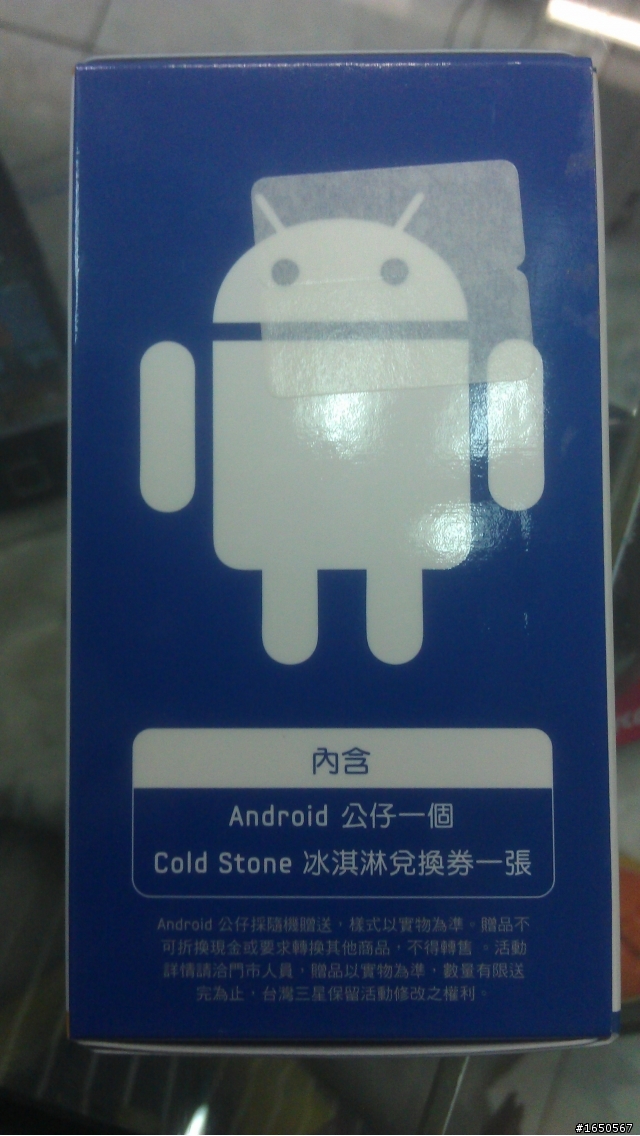 內含
Android 公仔一個
Cold Stone 冰淇淋兌換券一張
Android 公仔採隨機贈送，樣式以實物為準。贈品不
可折換現金或要求轉換其他商品，不得轉售 。活動
詳情請洽門市人員，贈品以實物為準，數量有限送
完為止，台灣三星保留活動修改之權利。
#1650567